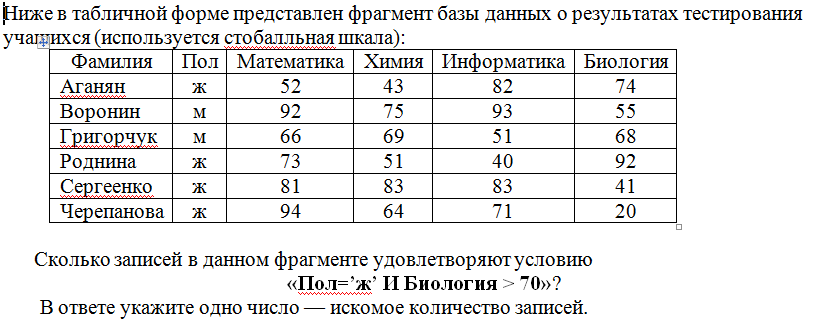 Ниже в табличной форме представлен фрагмент базы данных о результатах тестирования
учащихся (используется стобалльная шкала):
Фамилия Пол Математика Химия Информатика Биология
Аганян ж 52 43 82 74
Воронин м 92 75 93 55
Григорчук м 66 69 51 68
Роднина ж 73 51 40 92
Сергеенко ж 81 83 83 41
Черепанова ж 94 64 71 20
Сколько записей в данном фрагменте удовлетворяют условию
«Пол=’ж’ И Биология > 70»?
В ответе укажите одно число — искомое количество записей.